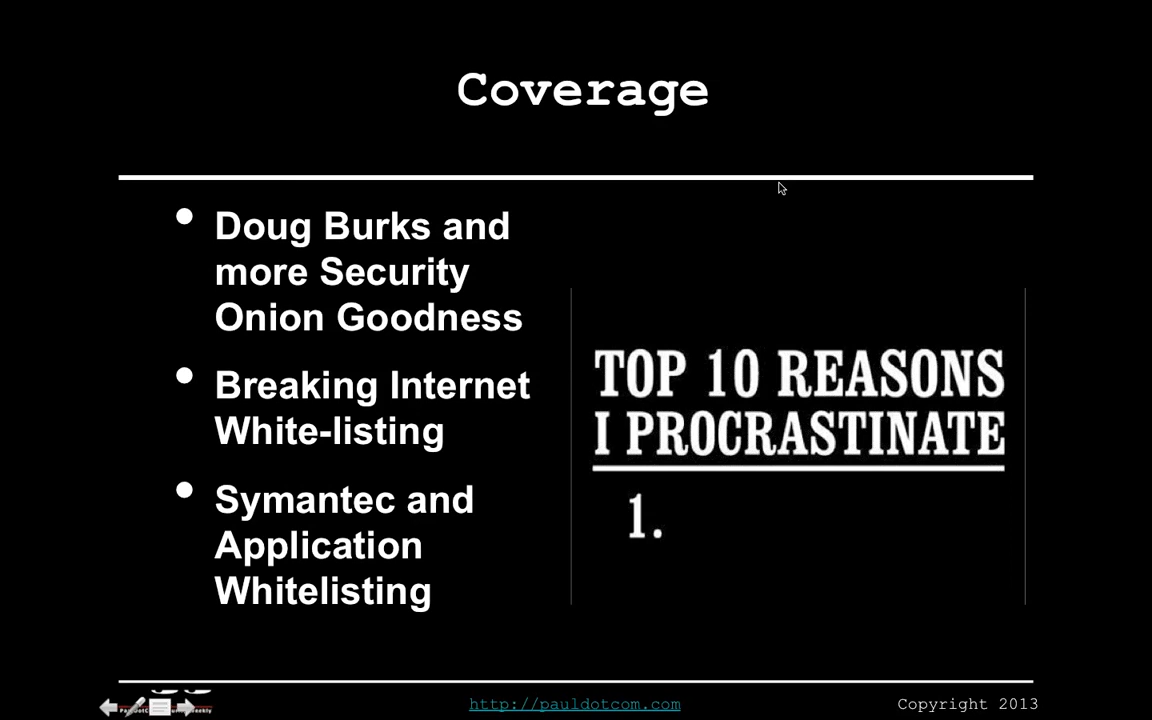 Coverage
Doug Burks and
more Security
Onion Goodness
Breaking Internet
White-listing
Symantec and
Application
Whitelisting
TOP 10 REASONS
I PROCRASTINATE
1.
http://pauldotcom.com
Copyright 2013